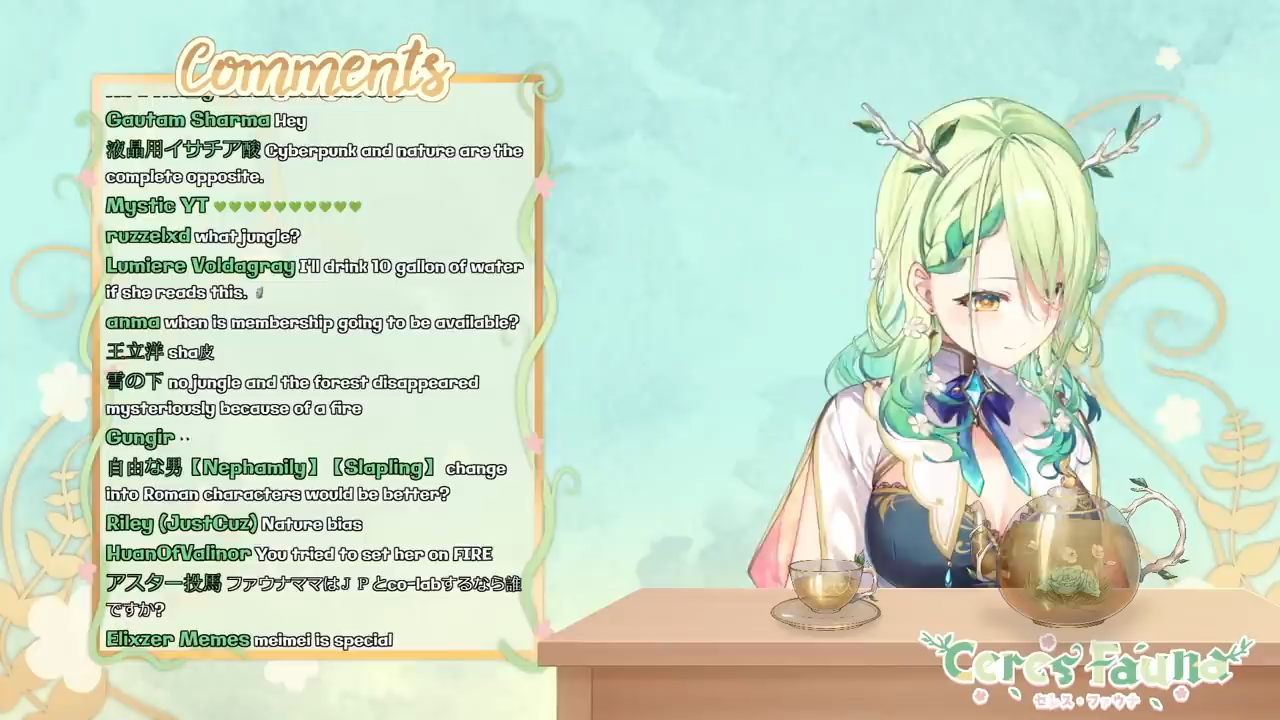 Comments
Gautam Sharma Hey
液晶用イサチア酸 Cyberpunk and nature are the
complete opposite.
Mystic YT 💚💚💚💚💚💚💚💚💚💚
ruzzelxd what jungle?
Lumiere Voldagray I'll drink 10 gallon of water
if she reads this.
anma when is membership going to be available?
王立洋 sha皮
雪の下 no jungle and the forest disappeared
mysteriously because of a fire
Gungir ··
自由な男【Nephamily】【Slapling】 change
into Roman characters would be better?
Riley (JustCuz) Nature bias
HuanOfValinor You tried to set her on FIRE
アスター投馬 ファウナママはＪＰとco-labするなら誰
ですか?
Elixzer Memes meimei is special
Ceres Fauna
セレス・ファウナ